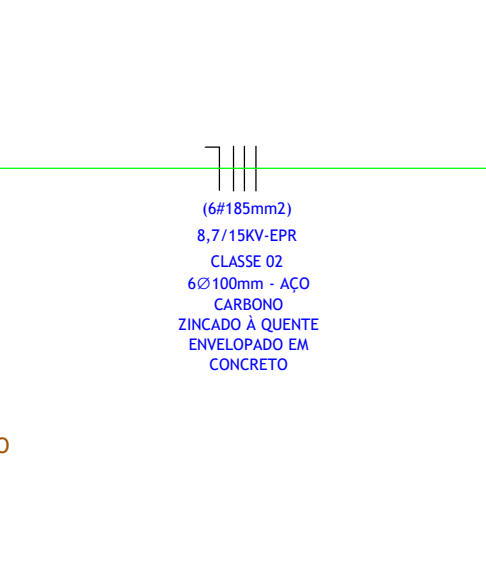 (6#185mm2)
8,7/15KV-EPR
CLASSE 02
6∅100mm - AÇO
CARBONO
ZINCADO À QUENTE
ENVELOPADO EM
CONCRETO
O